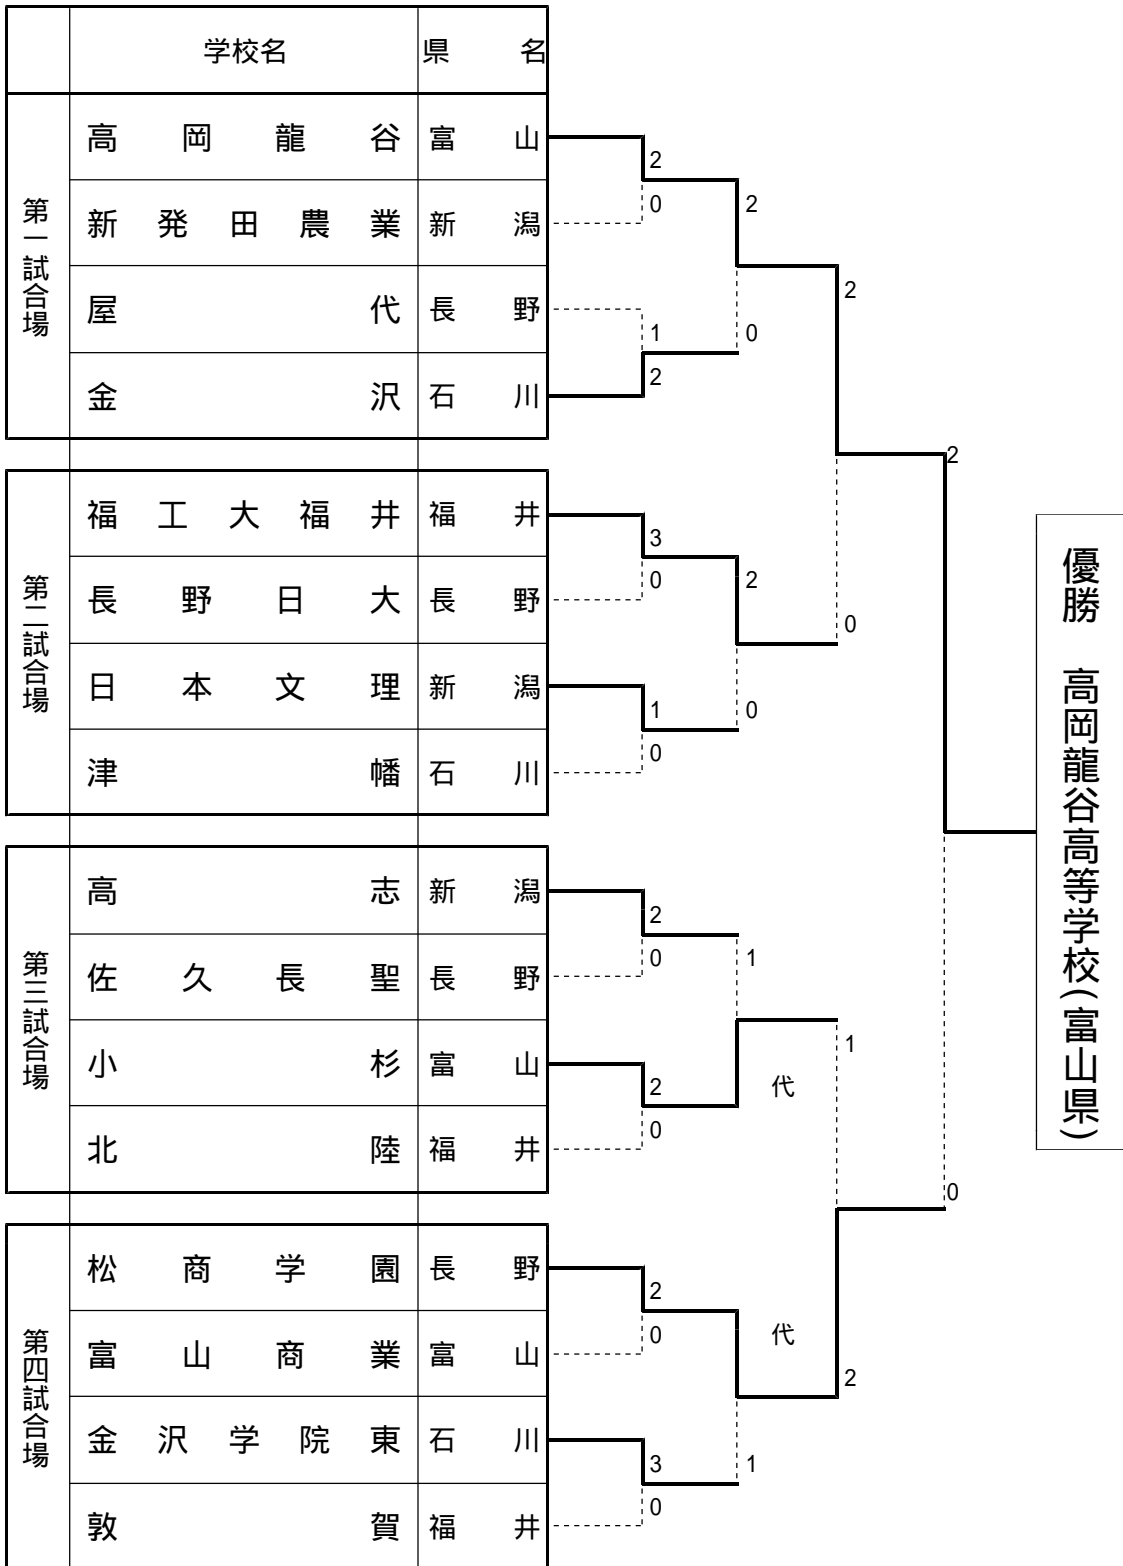 学校名 県名
第一試合場
高岡龍谷 富山
新発田農業 新潟
屋代 長野
金沢 石川
2
0
1
2
2
0
2
第二試合場
福工大福井 福井
長野日大 長野
日本文理 新潟
津幡 石川
3
0
1
0
2
0
0
第三試合場
高志 新潟
佐久長聖 長野
小杉 富山
北陸 福井
2
0
2
0
1
代
1
第四試合場
松商学園 長野
富山商業 富山
金沢学院東 石川
敦賀 福井
2
0
3
0
代
1
2
2
0
優勝 高岡龍谷高等学校(富山県)